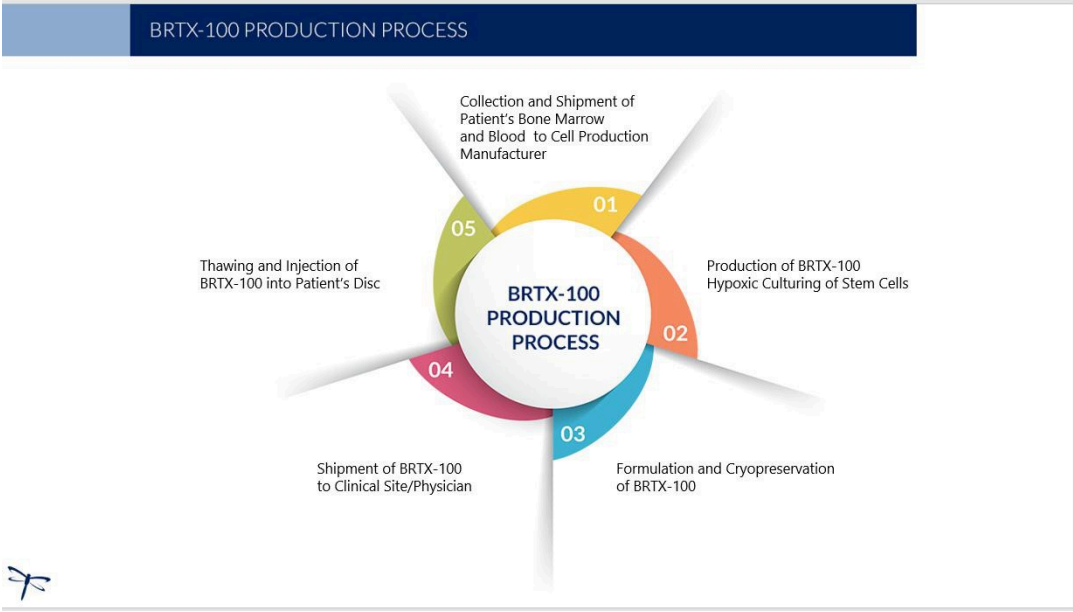 BRTX-100 PRODUCTION PROCESS
Collection and Shipment of
Patient's Bone Marrow
and Blood to Cell Production
Manufacturer
01
Production of BRTX-100
Hypoxic Culturing of Stem Cells
02
Formulation and Cryopreservation
of BRTX-100
03
Shipment of BRTX-100
to Clinical Site/Physician
04
Thawing and Injection of
BRTX-100 into Patient's Disc
05
BRTX-100
PRODUCTION
PROCESS